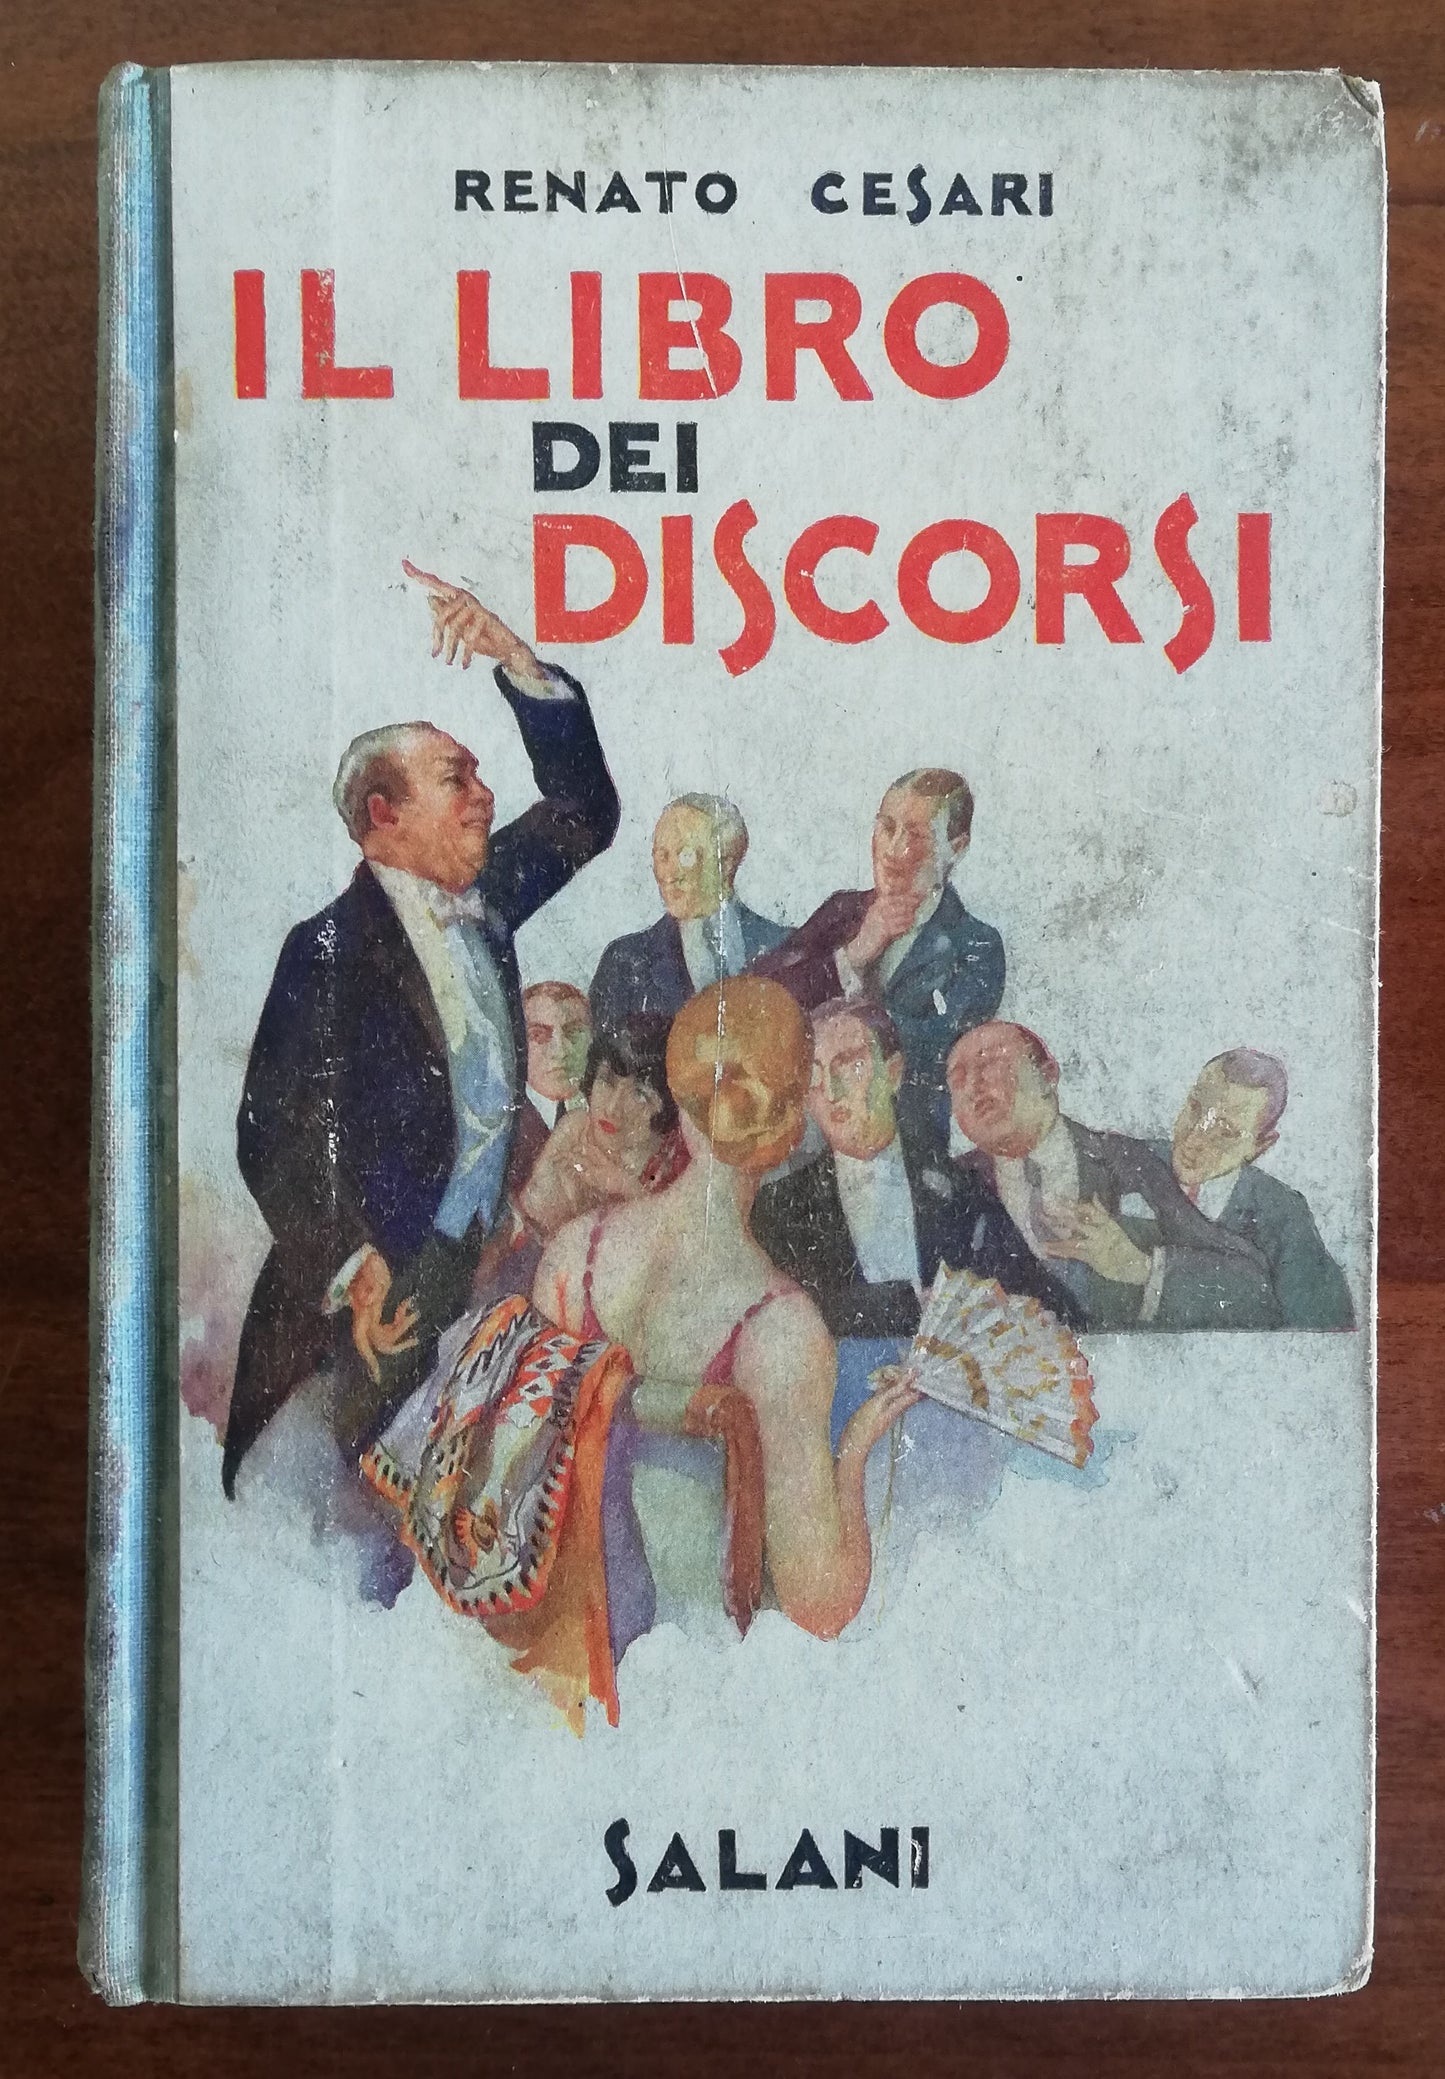 RENATO CESARI
IL LIBRO
DEI
DISCORSI
SALANI